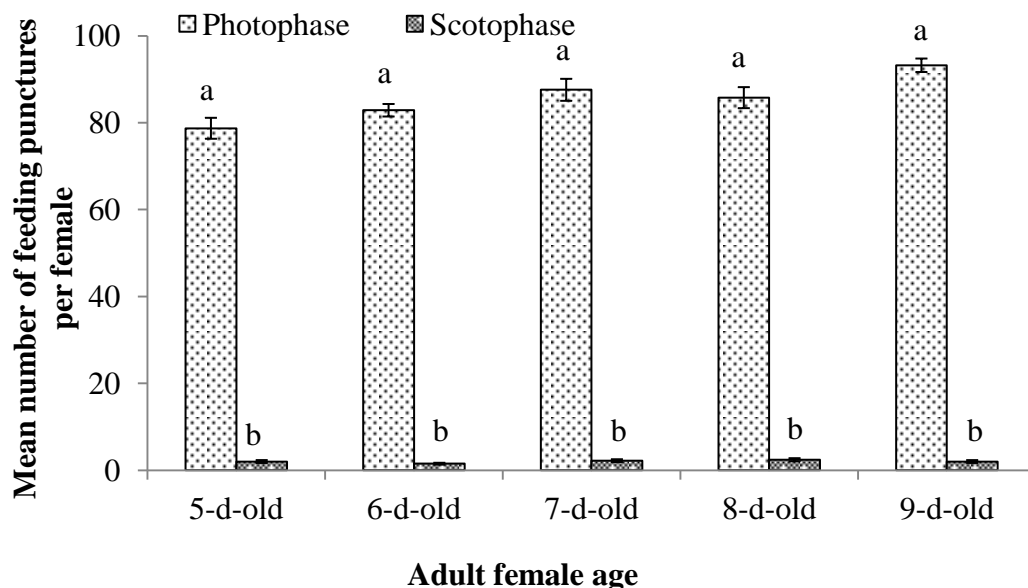 Photophase Scotophase
Mean number of feeding punctures
per female
100
80
60
40
20
0
a a a a a
b b b b b
5-d-old 6-d-old 7-d-old 8-d-old 9-d-old
Adult female age